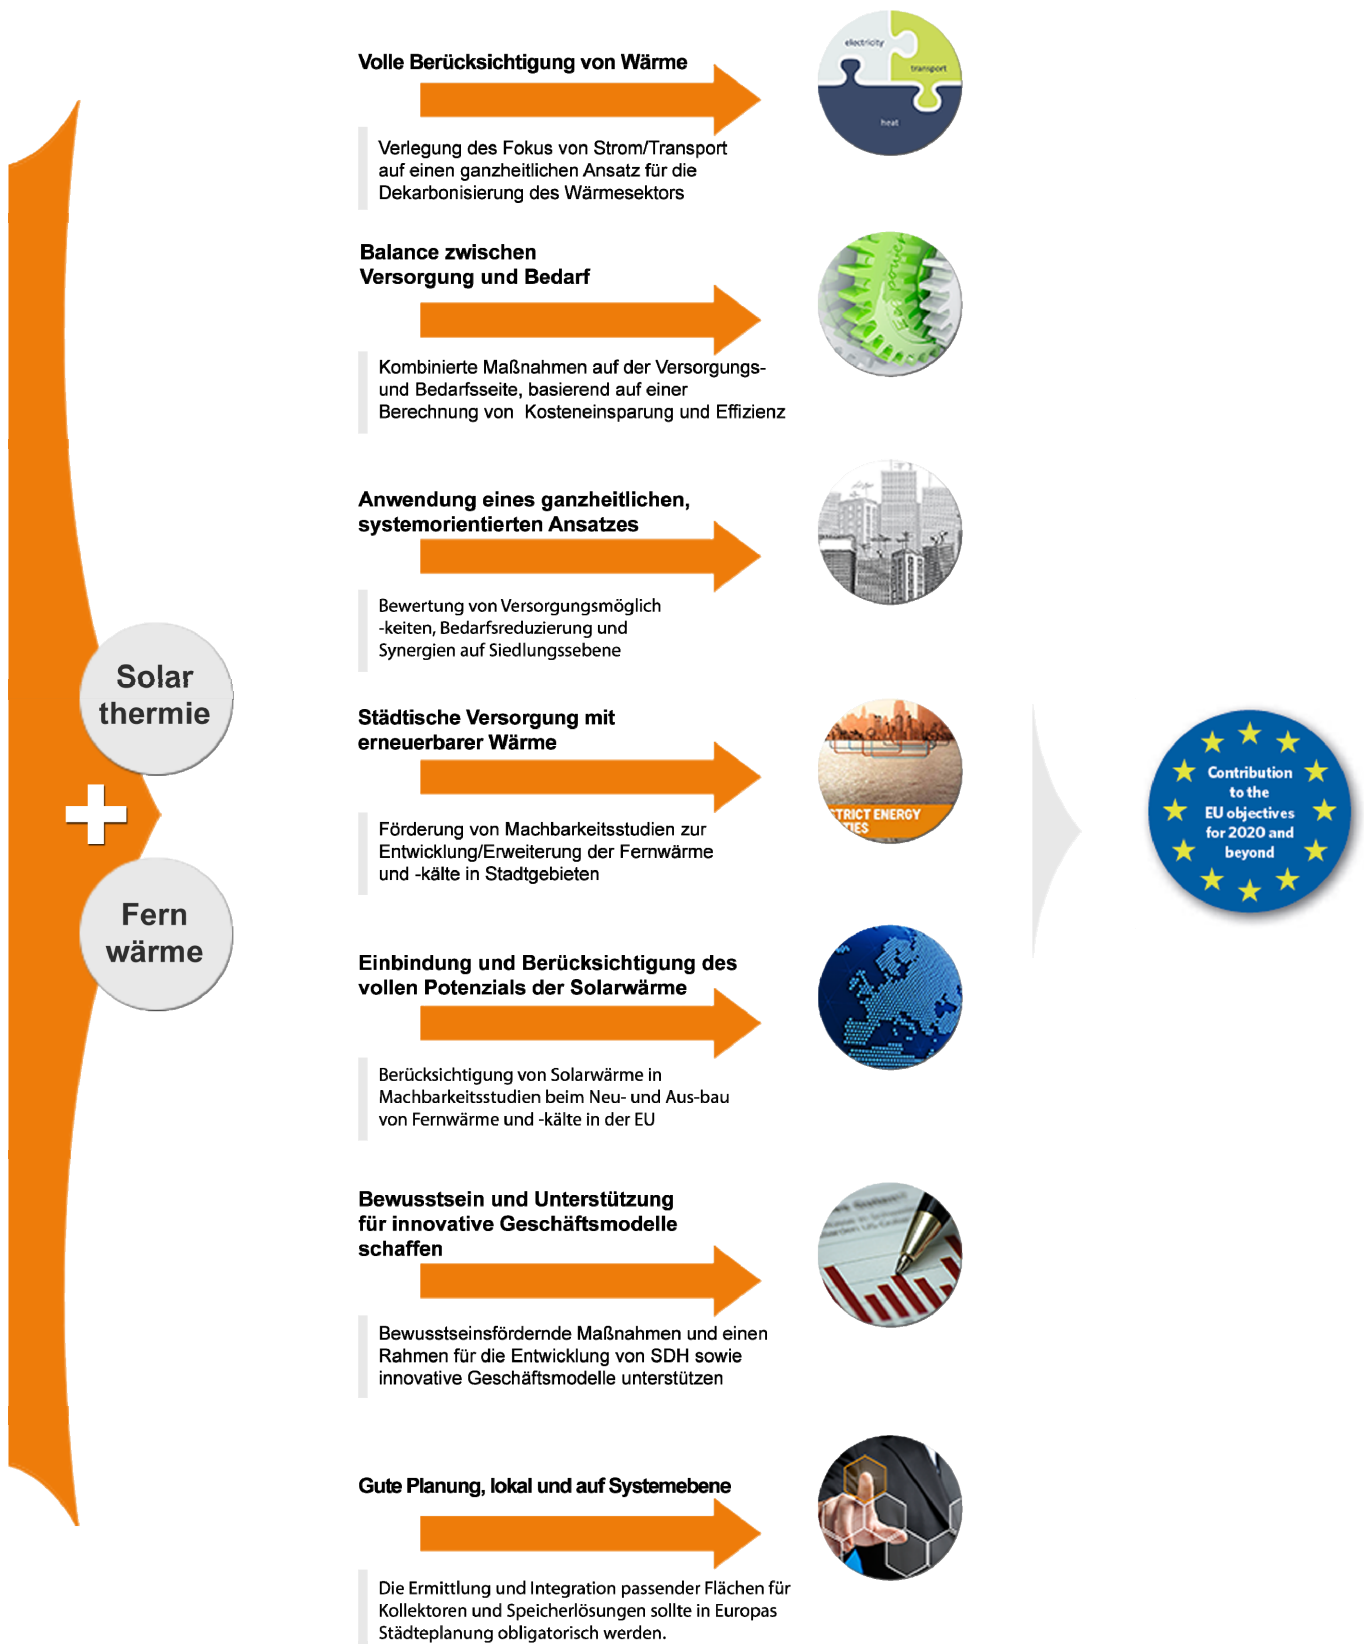 Solar
thermie
Fern
wärme
Volle Berücksichtigung von Wärme
Verlegung des Fokus von Strom/Transport
auf einen ganzheitlichen Ansatz für die
Dekarbonisierung des Wärmesektors
electricity
transport
heat
Balance zwischen
Versorgung und Bedarf
Kombinierte Maßnahmen auf der Versorgungs-
und Bedarfsseite, basierend auf einer
Berechnung von Kosteneinsparung und Effizienz
Anwendung eines ganzheitlichen,
systemorientierten Ansatzes
Bewertung von Versorgungsmöglich
-keiten, Bedarfsreduzierung und
Synergien auf Siedlungssebene
Städtische Versorgung mit
erneuerbarer Wärme
Förderung von Machbarkeitsstudien zur
Entwicklung/Erweiterung der Fernwärme
und -kälte in Stadtgebieten
STRICT ENERGY
TIES
Einbindung und Berücksichtigung des
vollen Potenzials der Solarwärme
Berücksichtigung von Solarwärme in
Machbarkeitsstudien beim Neu- und Aus-bau
von Fernwärme und -kälte in der EU
Bewusstsein und Unterstützung
für innovative Geschäftsmodelle
schaffen
Bewusstseinsfördernde Maßnahmen und einen
Rahmen für die Entwicklung von SDH sowie
innovative Geschäftsmodelle unterstützen
Gute Planung, lokal und auf Systemebene
Die Ermittlung und Integration passender Flächen für
Kollektoren und Speicherlösungen sollte in Europas
Städteplanung obligatorisch werden.
Contribution
to the
EU objectives
for 2020 and
beyond